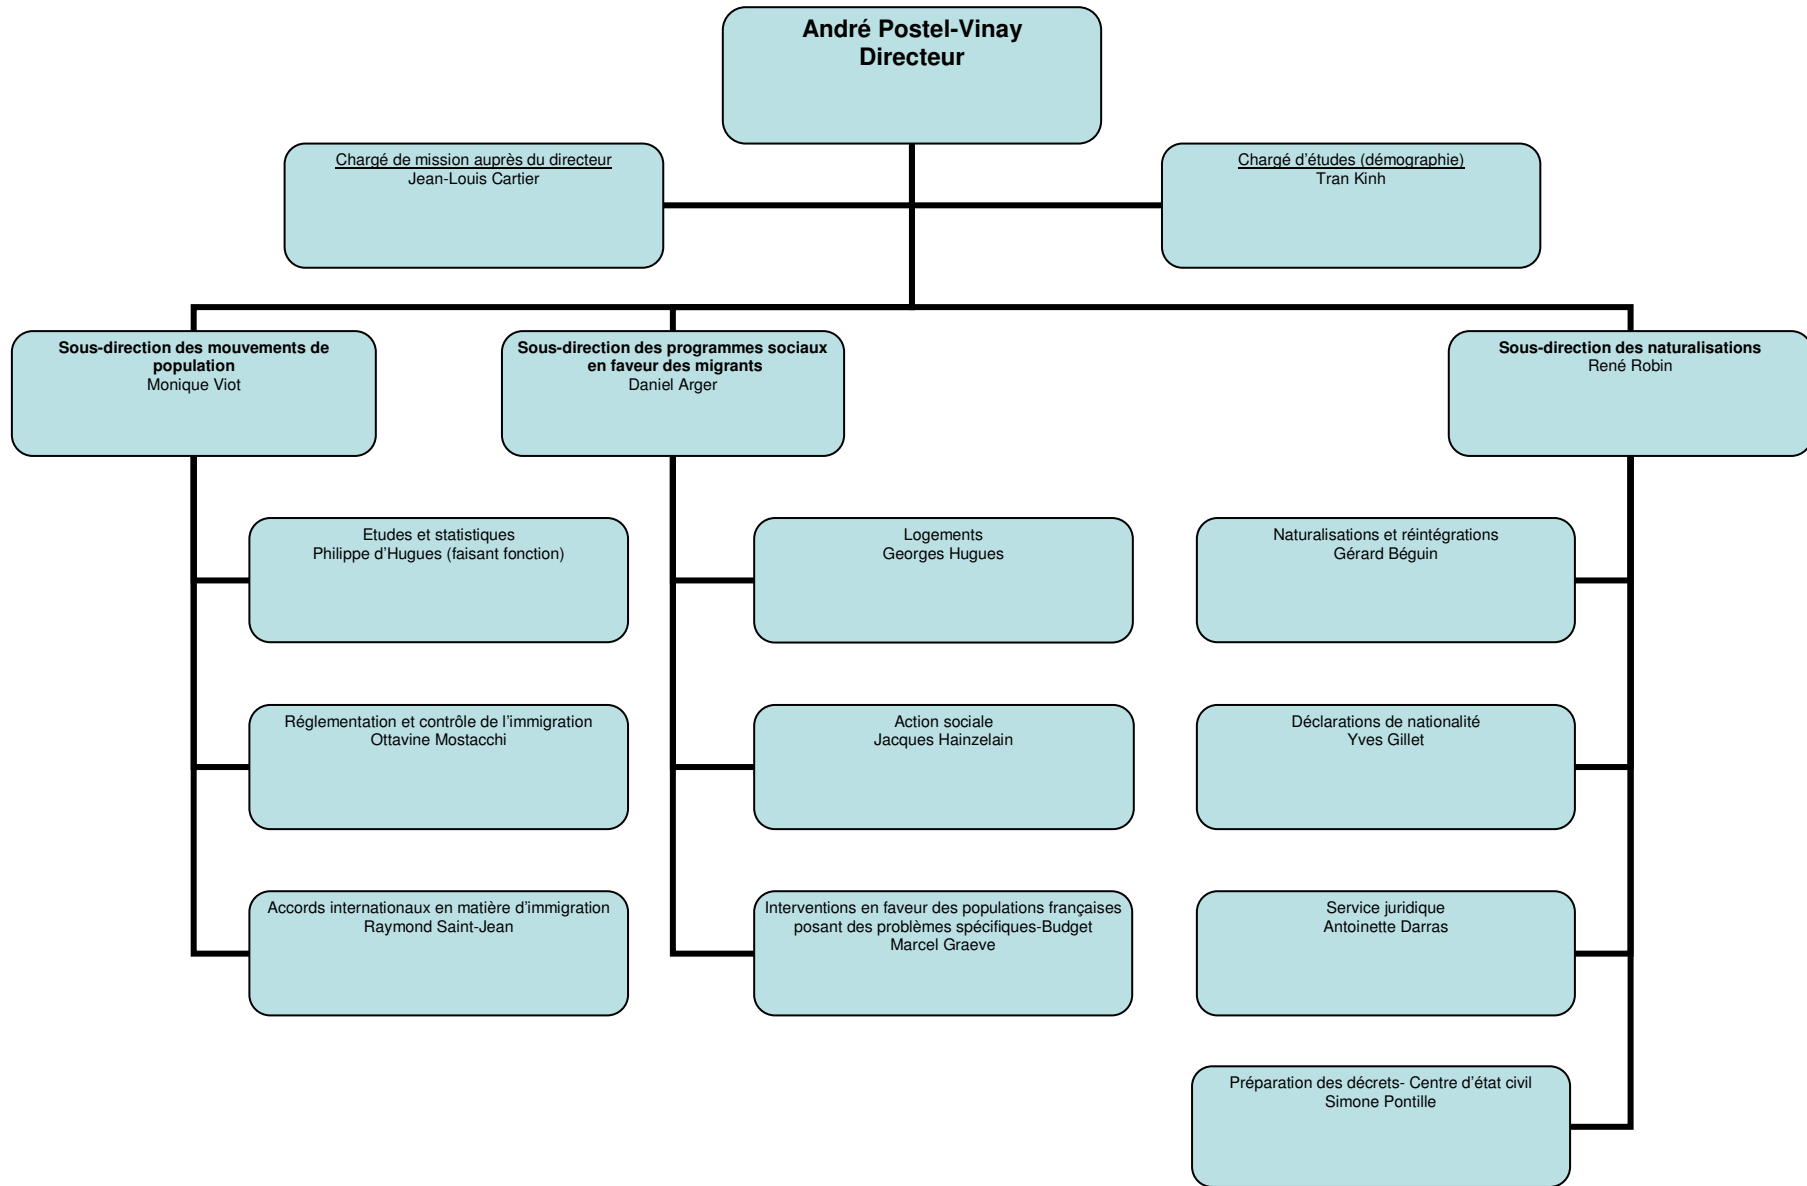 André Postel-Vinay
Directeur
Chargé de mission auprès du directeur
Jean-Louis Cartier
Chargé d'études (démographie)
Tran Kinh
Sous-direction des mouvements de
population
Monique Viot
Sous-direction des programmes sociaux
en faveur des migrants
Daniel Arger
Sous-direction des naturalisations
René Robin
Etudes et statistiques
Philippe d'Hugues (faisant fonction)
Logements
Georges Hugues
Naturalisations et réintégrations
Gérard Béguin
Réglementation et contrôle de l'immigration
Ottavine Mostacchi
Action sociale
Jacques Hainzelain
Déclarations de nationalité
Yves Gillet
Accords internationaux en matière d'immigration
Raymond Saint-Jean
Interventions en faveur des populations françaises
posant des problèmes spécifiques-Budget
Marcel Graeve
Service juridique
Antoinette Darras
Préparation des décrets- Centre d'état civil
Simone Pontille